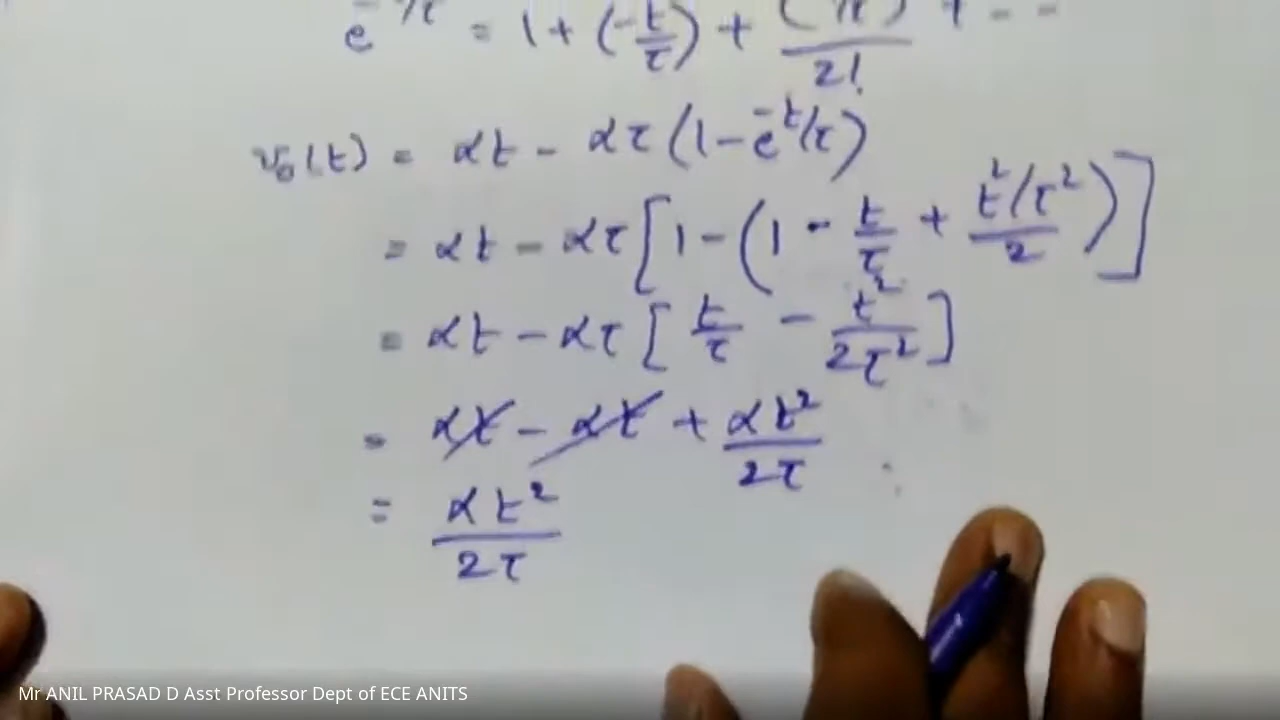 e^{-t/τ} = 1 + (-t/τ) + ( /τ)/2! + - -
v₀(t) = αt - ατ(1 - e^{-t/τ})
= αt - ατ[1 - (1 - t/τ + (t²/τ²)/2)]
= αt - ατ[t/τ - t²/2τ²]
= αt - αt + αt²/2τ
= αt²/2τ
Mr ANIL PRASAD D Asst Professor Dept of ECE ANITS